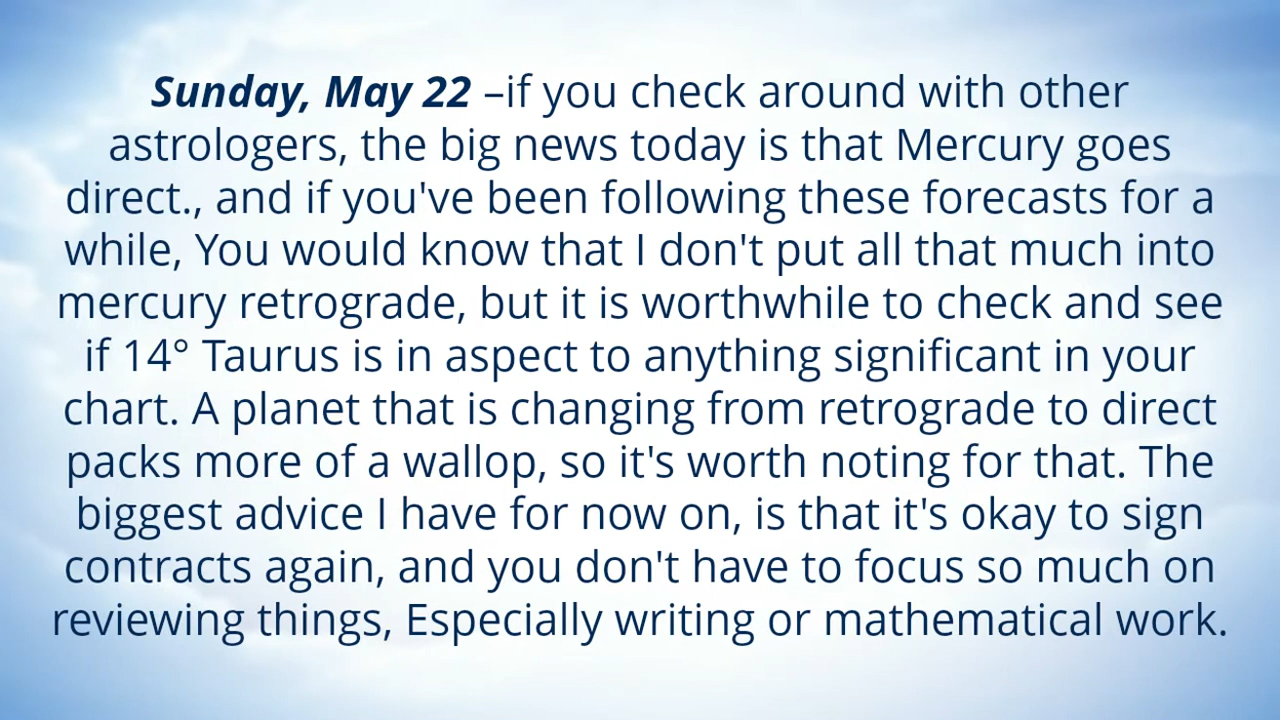 Sunday, May 22 –if you check around with other
astrologers, the big news today is that Mercury goes
direct., and if you've been following these forecasts for a
while, You would know that I don't put all that much into
mercury retrograde, but it is worthwhile to check and see
if 14° Taurus is in aspect to anything significant in your
chart. A planet that is changing from retrograde to direct
packs more of a wallop, so it's worth noting for that. The
biggest advice I have for now on, is that it's okay to sign
contracts again, and you don't have to focus so much on
reviewing things, Especially writing or mathematical work.